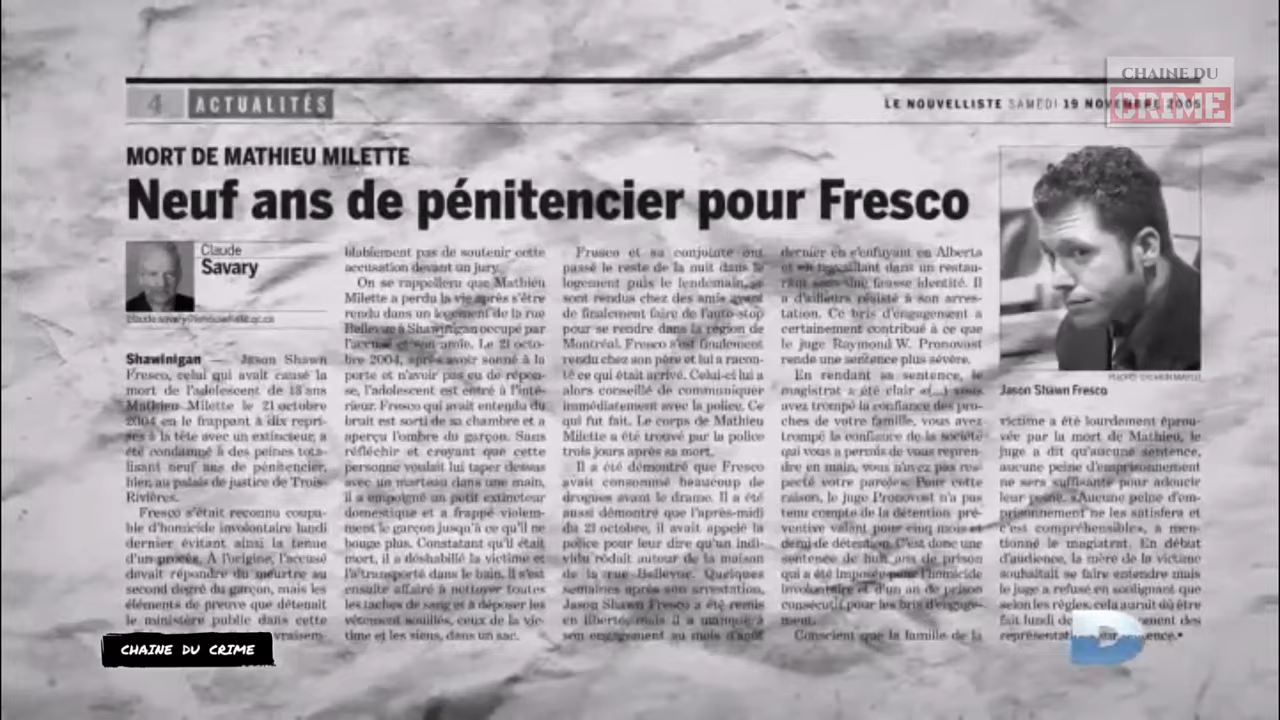 4 ACTUALITÉS
LE NOUVELLISTE SAMEDI 19 NOVEMBRE 2005
CHAINE DU
CRIME
MORT DE MATHIEU MILETTE
Neuf ans de pénitencier pour Fresco
Claude
Savary
Shawinigan — Jason Shawn
Fresco, celui qui avait causé la
mort de l'adolescent de 13 ans
Mathieu Milette le 21 octobre
2004 en le frappant à dix repri-
ses à la tête avec un extincteur, a
été condamné à des peines tota-
lisant neuf ans de pénitencier,
hier, au palais de justice de Trois-
Rivières.
Fresco s'était reconnu coupa-
ble d'homicide involontaire lundi
dernier évitant ainsi la tenue
d'un procès. À l'origine, l'accusé
devait répondre du meurtre au
second degré du garçon, mais les
éléments de preuve que détenait
le ministère public dans cette
vraisem-
blablement pas de soutenir cette
accusation devant un jury.
On se rappellera que Mathieu
Milette a perdu la vie après s'être
rendu dans un logement de la rue
Bellevue à Shawinigan occupé par
l'accusé et son amie. Le 21 octo-
bre 2004, après avoir sonné à la
porte et n'avoir pas eu de répon-
se, l'adolescent est entré à l'inté-
rieur. Fresco qui avait entendu du
bruit est sorti de sa chambre et a
aperçu l'ombre du garçon. Sans
réfléchir et croyant que cette
personne voulait lui taper dessus
avec un marteau dans une main,
il a empoigné un petit extincteur
domestique et a frappé violem-
ment le garçon jusqu'à ce qu'il ne
bouge plus. Constatant qu'il était
mort, il a déshabillé la victime et
l'a transporté dans le bain. Il s'est
ensuite affairé à nettoyer toutes
les taches de sang et à déposer les
vêtement souillés, ceux de la vic-
time et les siens, dans un sac.
Fresco et sa conjointe ont
passé le reste de la nuit dans le
logement puis le lendemain, se
sont rendus chez des amis avant
de finalement faire de l'auto-stop
pour se rendre dans la région de
Montréal. Fresco s'est finalement
rendu chez son père et lui a racon-
té ce qui était arrivé. Celui-ci lui a
alors conseillé de communiquer
immédiatement avec la police. Ce
qui fut fait. Le corps de Mathieu
Milette a été trouvé par la police
trois jours après sa mort.
Il a été démontré que Fresco
avait consommé beaucoup de
drogues avant le drame. Il a été
aussi démontré que l'après-midi
du 21 octobre, il avait appelé la
police pour leur dire qu'un indi-
vidu rôdait autour de la maison
de la rue Bellevue. Quelques
semaines après son arrestation,
Jason Shawn Fresco a été remis
en liberté mais il a manqué à
son engagement au mois d'août
dernier en s'enfuyant en Alberta
et en travaillant dans un restau-
rant sous une fausse identité. Il
a d'ailleurs résisté à son arres-
tation. Ce bris d'engagement a
certainement contribué à ce que
le juge Raymond W. Pronovost
rende une sentence plus sévère.
En rendant sa sentence, le
magistrat a été clair «(...) vous
avez trompé la confiance des pro-
ches de votre famille, vous avez
trompé la confiance de la société
qui vous a permis de vous repren-
dre en main, vous n'avez pas res-
pecté votre parole». Pour cette
raison, le juge Pronovost n'a pas
tenu compte de la détention pré-
ventive valant pour cinq mois et
demi de détention. C'est donc une
sentence de huit ans de prison
qui a été imposée pour l'homicide
involontaire et d'un an de prison
consécutif pour les bris d'engage-
ment.
Conscient que la famille de la
Jason Shawn Fresco
victime a été lourdement éprou-
vée par la mort de Mathieu, le
juge a dit qu'aucune sentence,
aucune peine d'emprisonnement
ne sera suffisante pour adoucir
leur peine. «Aucune peine d'em-
prisonnement ne les satisfera et
c'est compréhensible», a men-
tionné le magistrat. En début
d'audience, la mère de la victime
souhaitait se faire entendre mais
le juge a refusé en soulignant que
selon les règles, cela aurait dû être
fait lundi
CHAINE DU CRIME
D